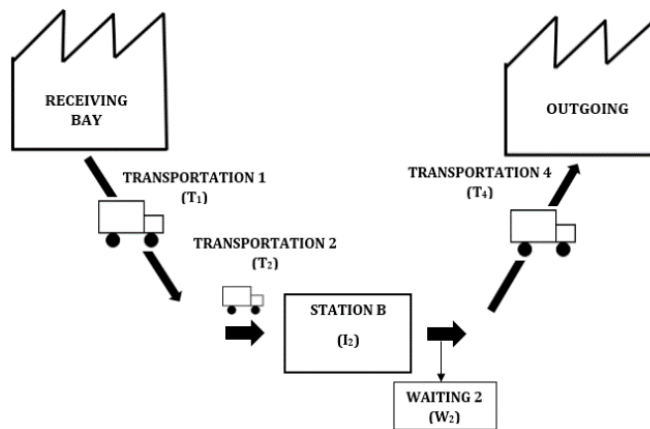 RECEIVING
BAY
OUTGOING
TRANSPORTATION 1
(T₁)
TRANSPORTATION 4
(T₄)
TRANSPORTATION 2
(T₂)
STATION B
(I₂)
WAITING 2
(W₂)